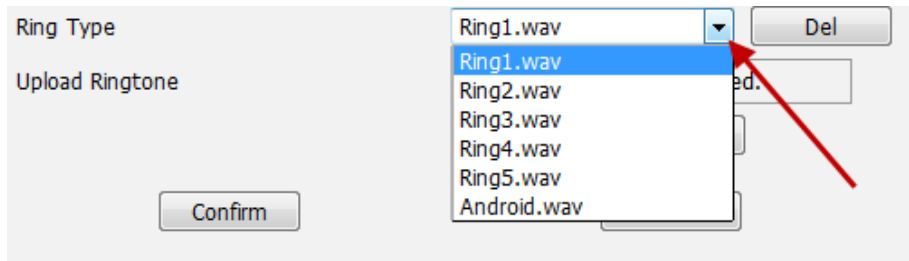 Ring Type Ring1.wav Del
Ring1.wav
Upload Ringtone ed.
Ring2.wav
Ring3.wav
Ring4.wav
Ring5.wav
Android.wav
Confirm